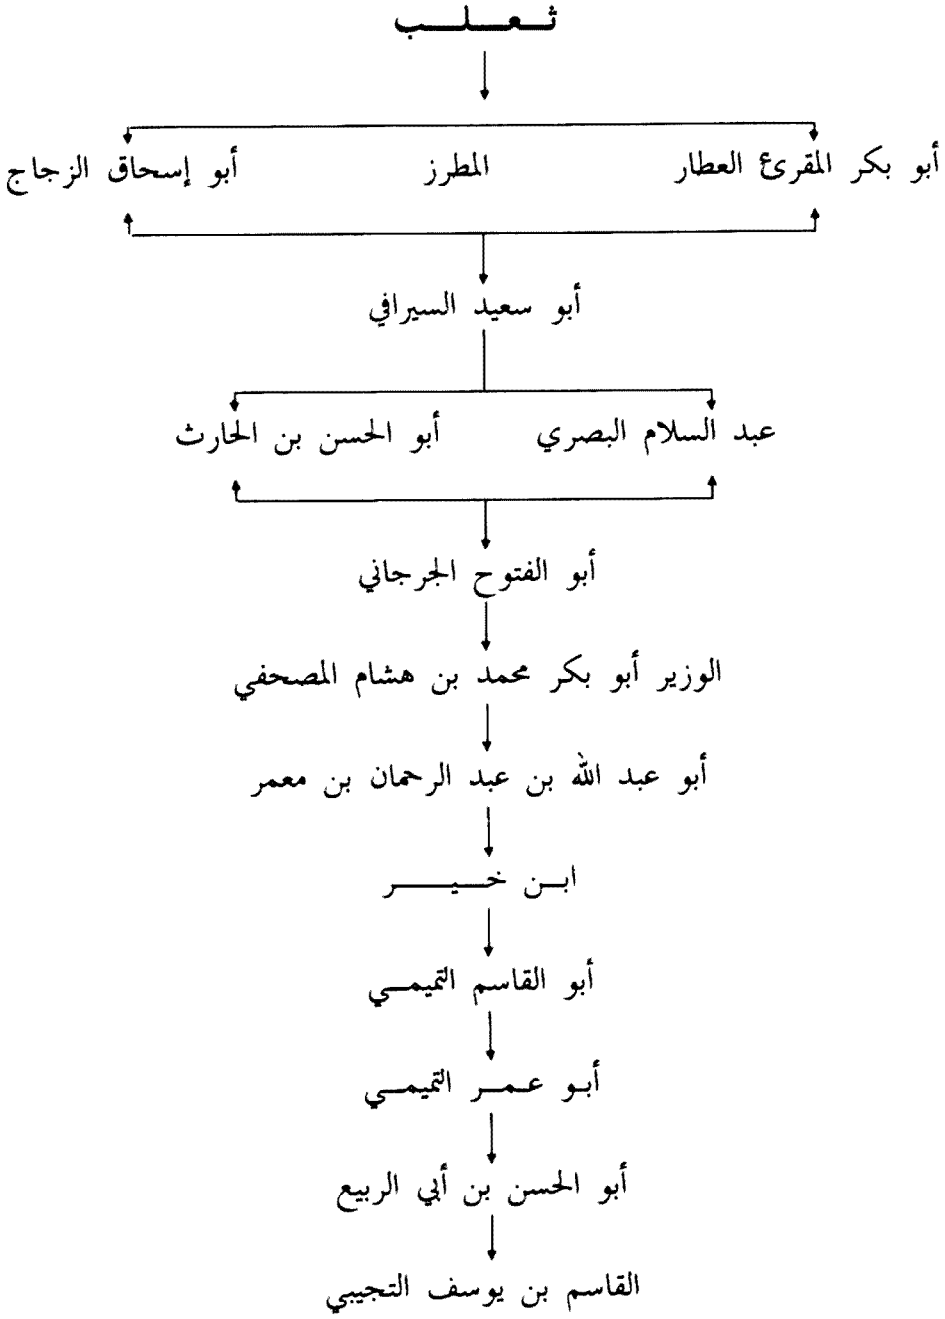 ثعلب
أبو بكر المقرئ العطار المطرز أبو إسحاق الزجاج
أبو سعيد السيرافي
عبد السلام البصري أبو الحسن بن الحارث
أبو الفتوح الجرجاني
الوزير أبو بكر محمد بن هشام المصحفي
أبو عبد الله بن عبد الرحمان بن معمر
ابن خير
أبو القاسم التميمي
أبو عمر التميمي
أبو الحسن بن أبي الربيع
القاسم بن يوسف التجيبي